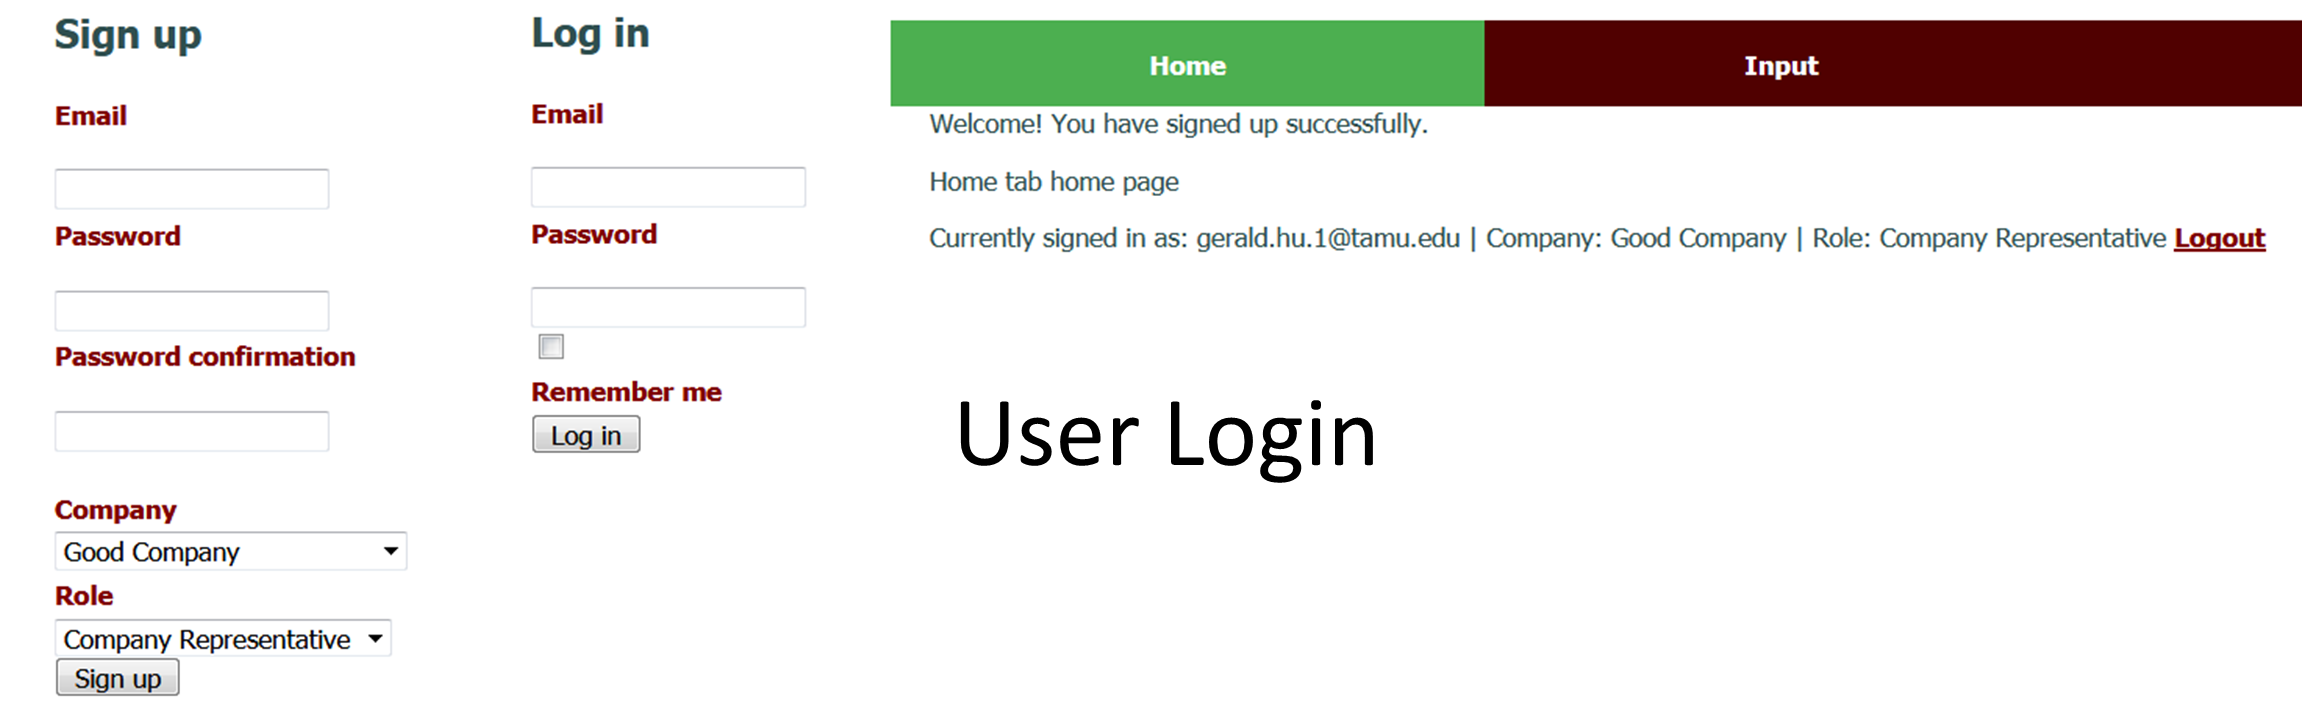 Sign up
Email
Password
Password confirmation
Company
Good Company
Role
Company Representative
Sign up
Log in
Email
Password
Remember me
Log in
Home
Input
Welcome! You have signed up successfully.
Home tab home page
Currently signed in as: gerald.hu.1@tamu.edu | Company: Good Company | Role: Company Representative Logout
User Login